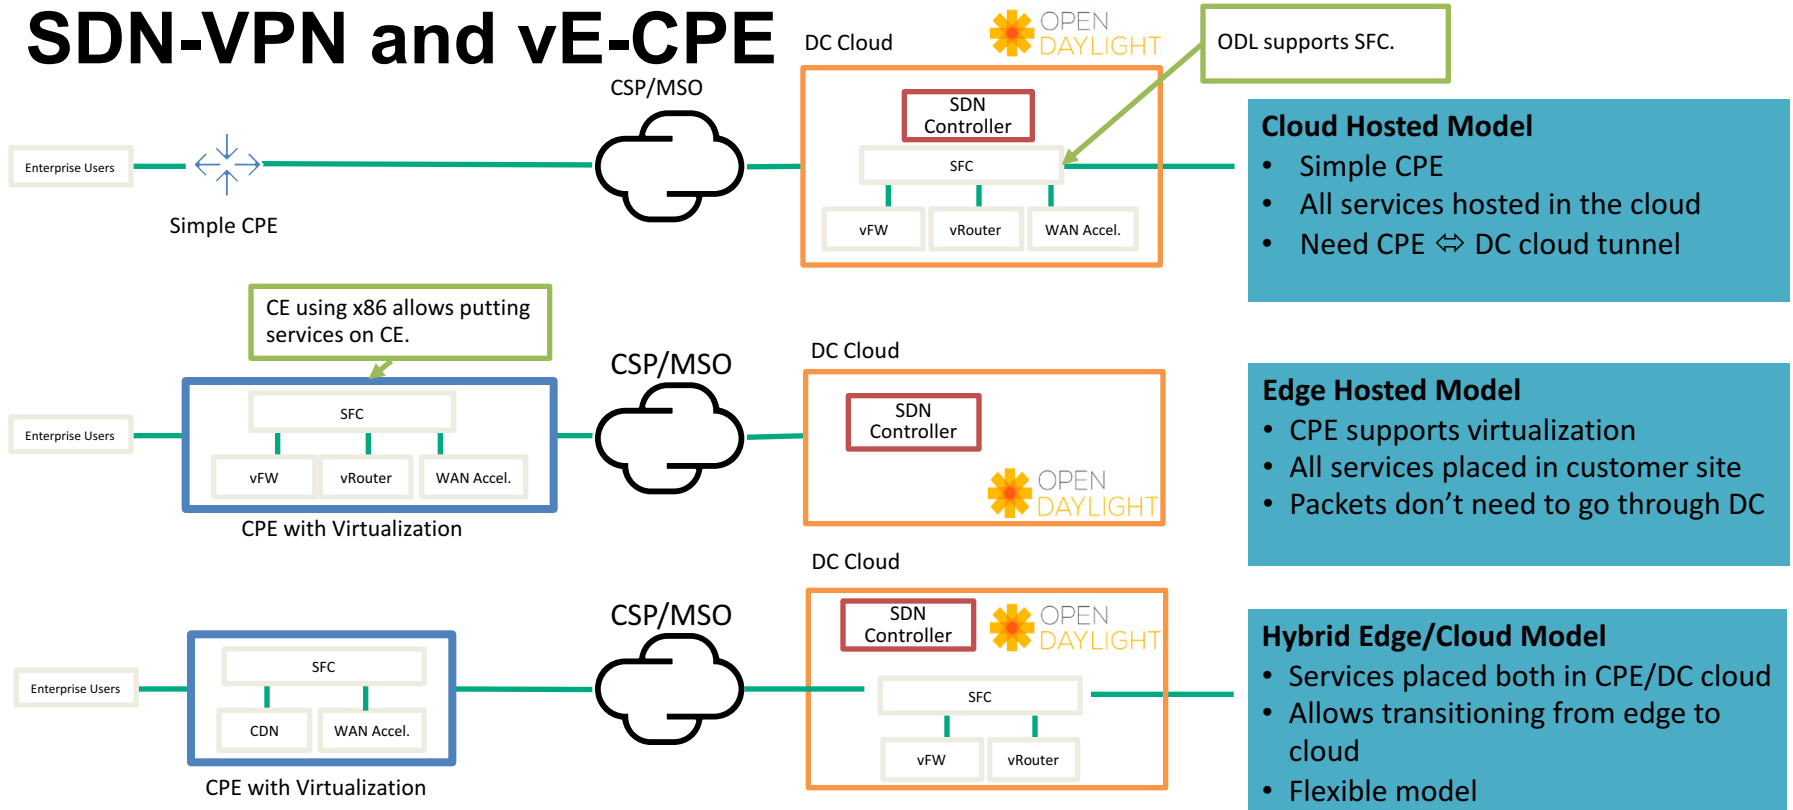 SDN-VPN and vE-CPE
DC Cloud
OPEN
DAYLIGHT
ODL supports SFC.
CSP/MSO
SDN
Controller
SFC
vFW
vRouter
WAN Accel.
Enterprise Users
Simple CPE
Cloud Hosted Model
• Simple CPE
• All services hosted in the cloud
• Need CPE ⬄ DC cloud tunnel
CE using x86 allows putting
services on CE.
CSP/MSO
DC Cloud
Enterprise Users
SFC
vFW
vRouter
WAN Accel.
CPE with Virtualization
SDN
Controller
OPEN
DAYLIGHT
Edge Hosted Model
• CPE supports virtualization
• All services placed in customer site
• Packets don’t need to go through DC
DC Cloud
CSP/MSO
Enterprise Users
SFC
CDN
WAN Accel.
CPE with Virtualization
SDN
Controller
OPEN
DAYLIGHT
SFC
vFW
vRouter
Hybrid Edge/Cloud Model
• Services placed both in CPE/DC cloud
• Allows transitioning from edge to
cloud
• Flexible model